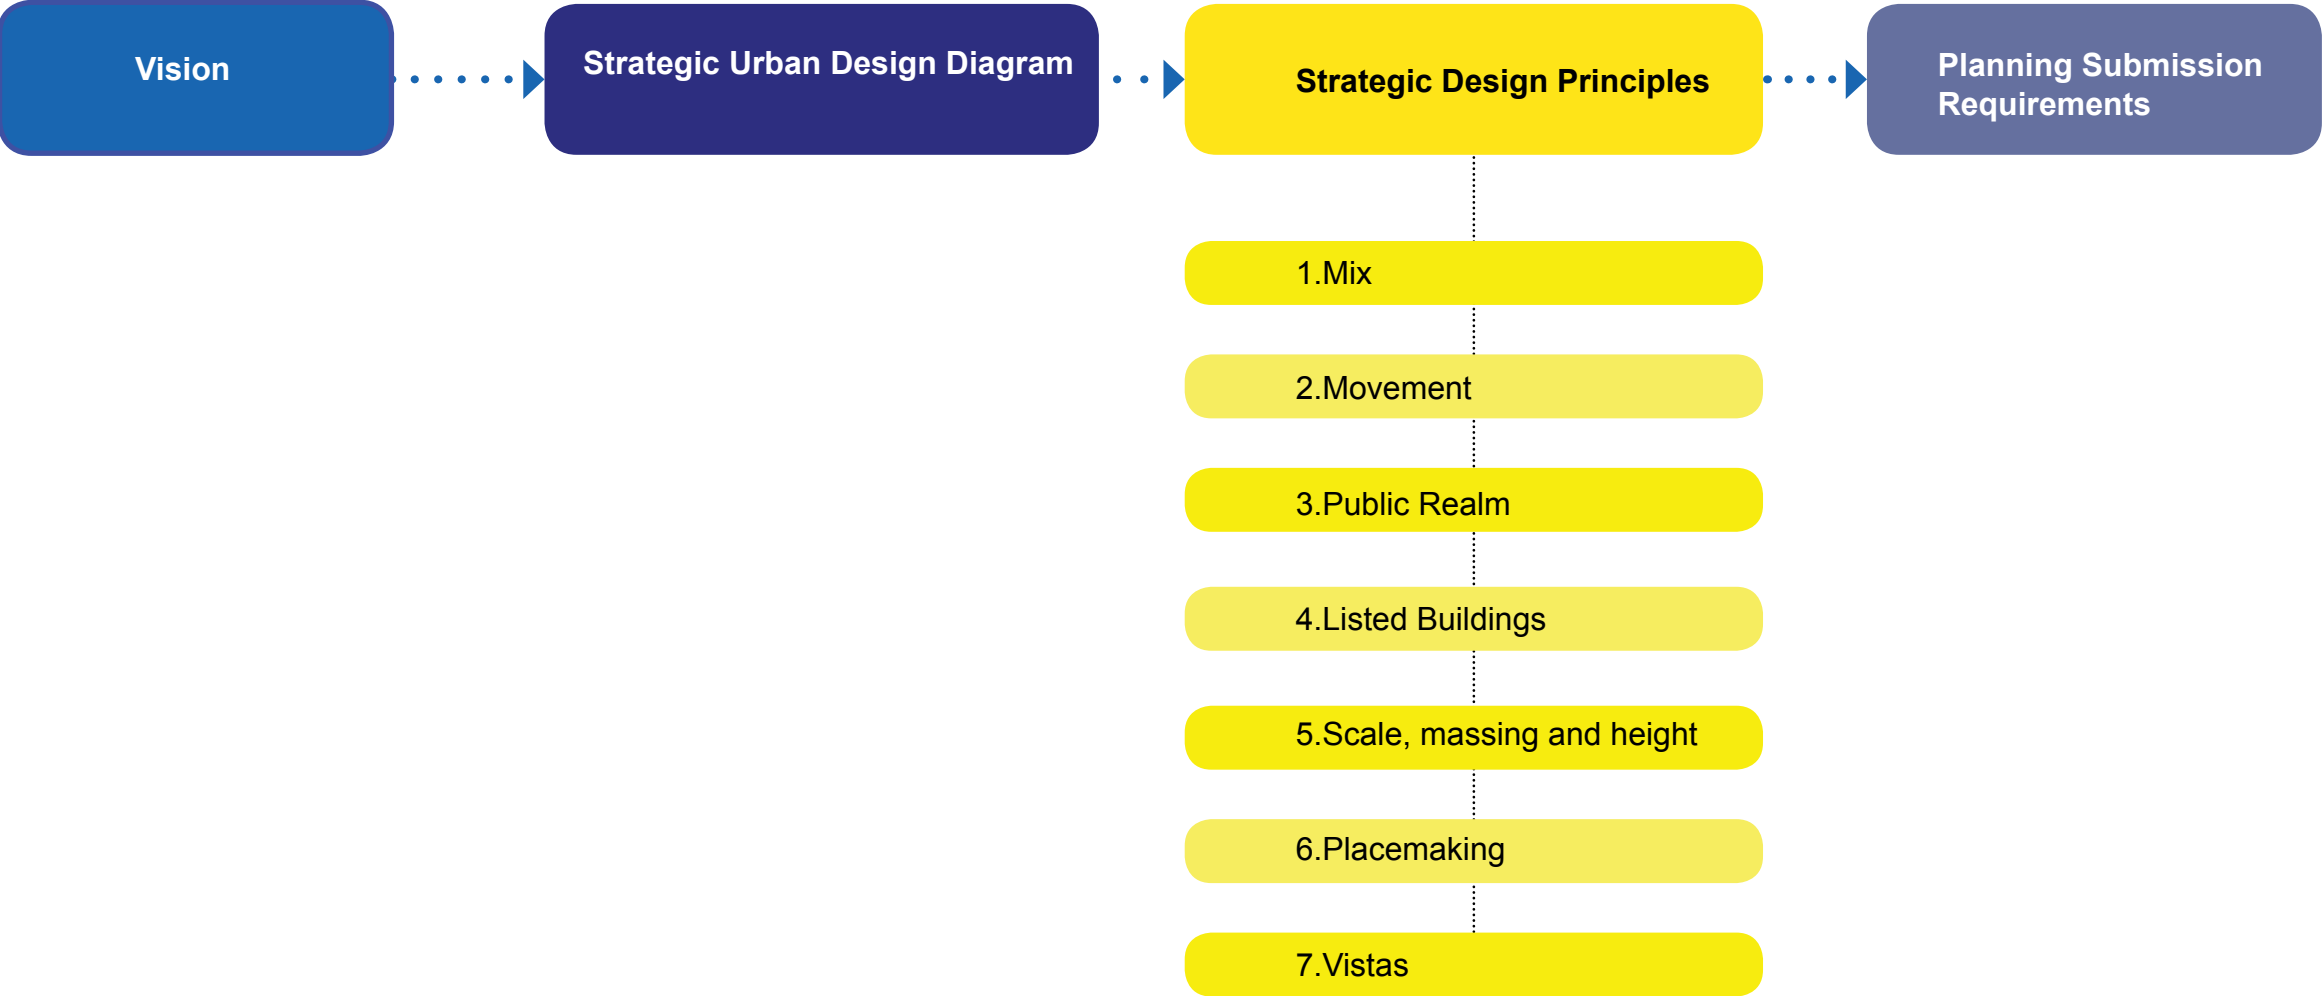 Vision
Strategic Urban Design Diagram
Strategic Design Principles
Planning Submission
Requirements
1.Mix
2.Movement
3.Public Realm
4.Listed Buildings
5.Scale, massing and height
6.Placemaking
7.Vistas